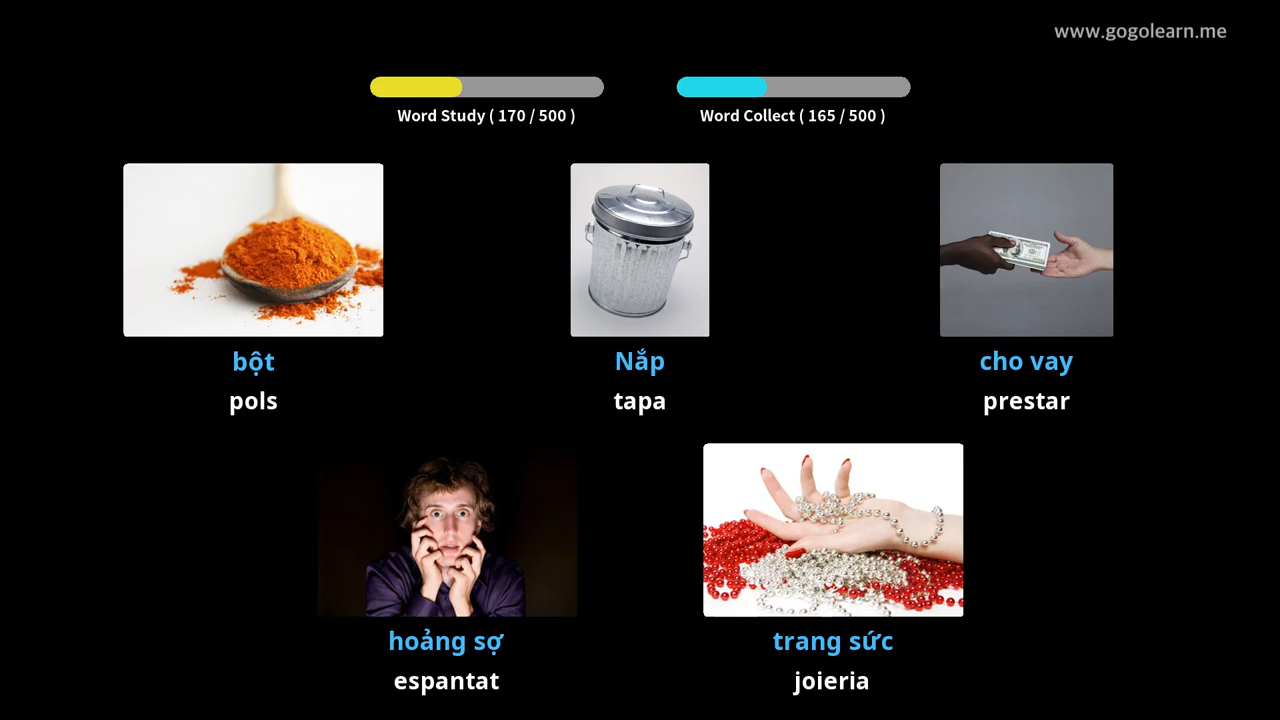 www.gogolearn.me
Word Study ( 170 / 500 )
Word Collect ( 165 / 500 )
bột
Nắp
cho vay
pols
tapa
prestar
hoảng sợ
trang sức
espantat
joieria